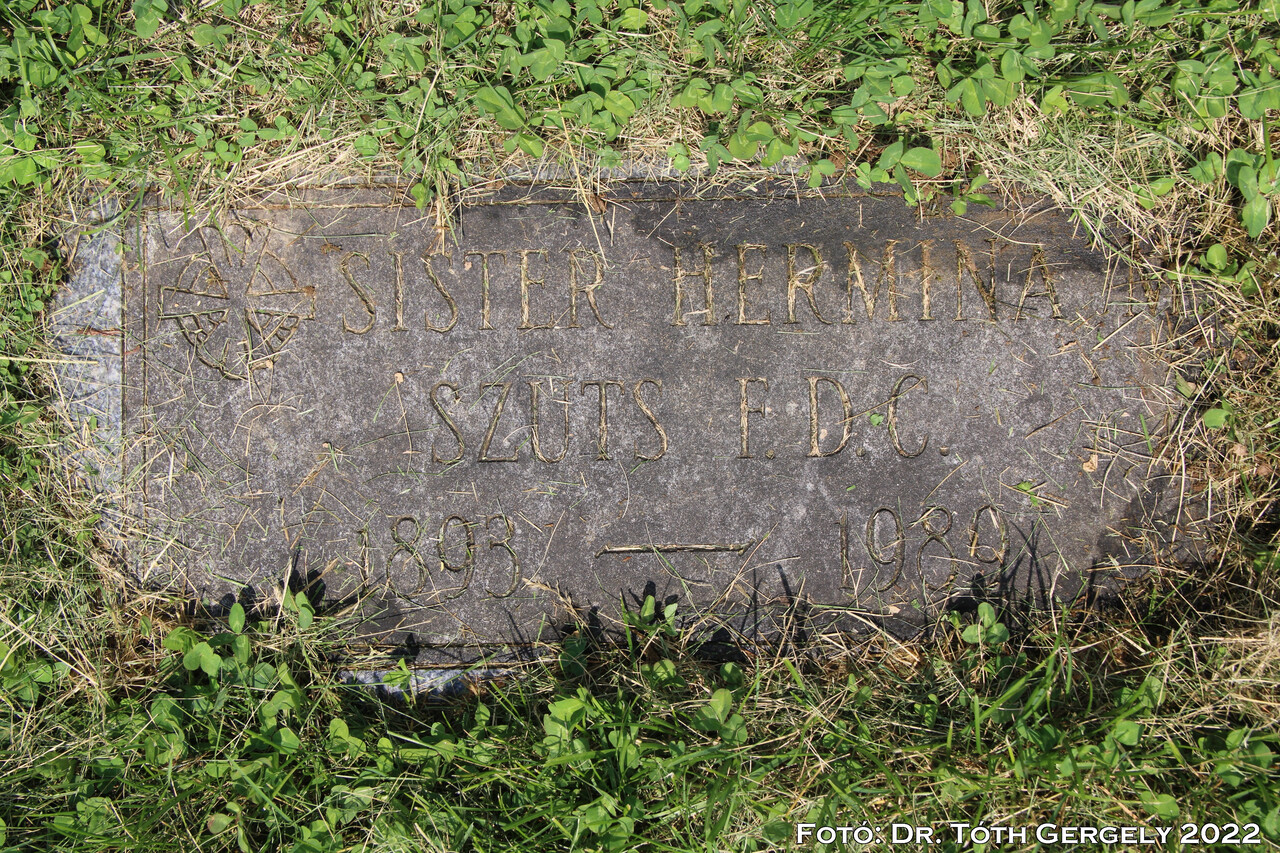 SISTER HERMINA M.
SZUTS F.D.C.
1893 — 1989
FOTÓ: DR. TÓTH GERGELY 2022